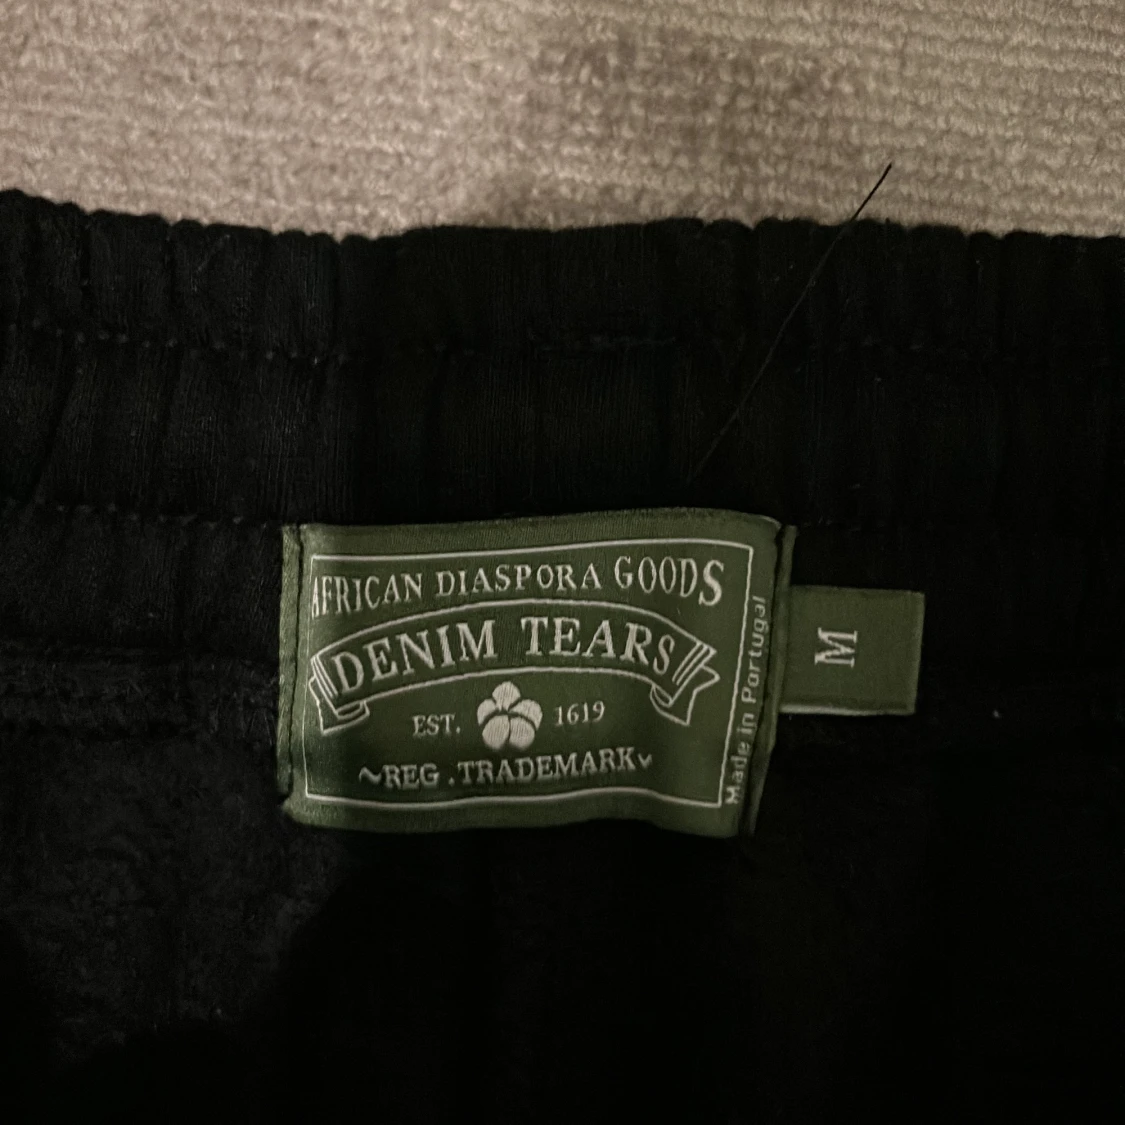 AFRICAN DIASPORA GOODS
DENIM TEARS
EST. 1619
~REG .TRADEMARK~
Made in Portugal
M